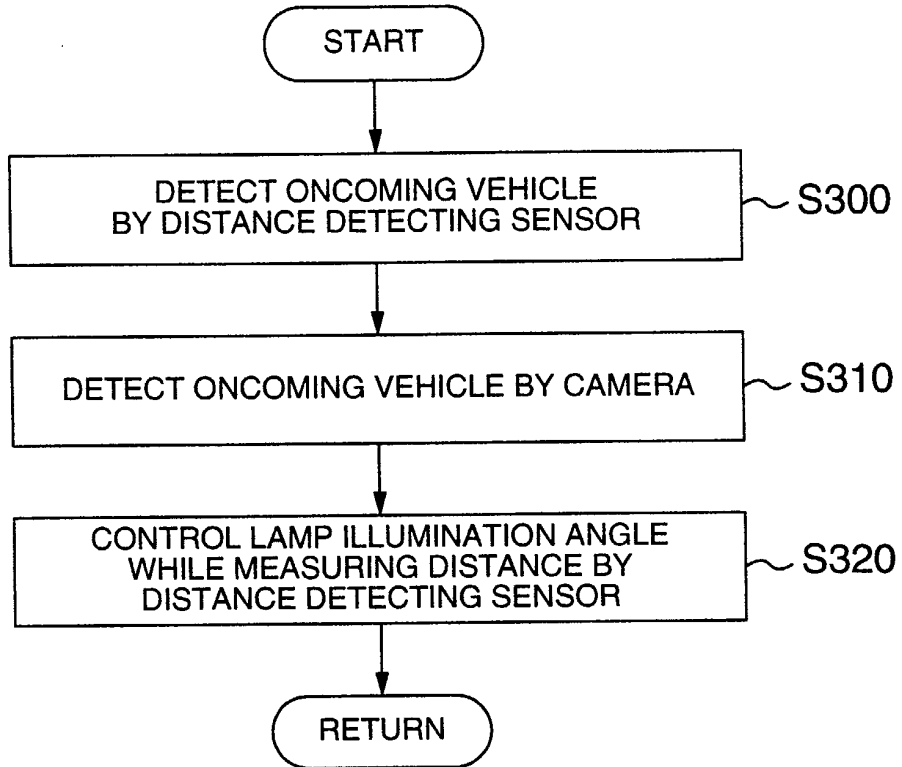 START
DETECT ONCOMING VEHICLE
BY DISTANCE DETECTING SENSOR
S300
DETECT ONCOMING VEHICLE BY CAMERA
S310
CONTROL LAMP ILLUMINATION ANGLE
WHILE MEASURING DISTANCE BY
DISTANCE DETECTING SENSOR
S320
RETURN